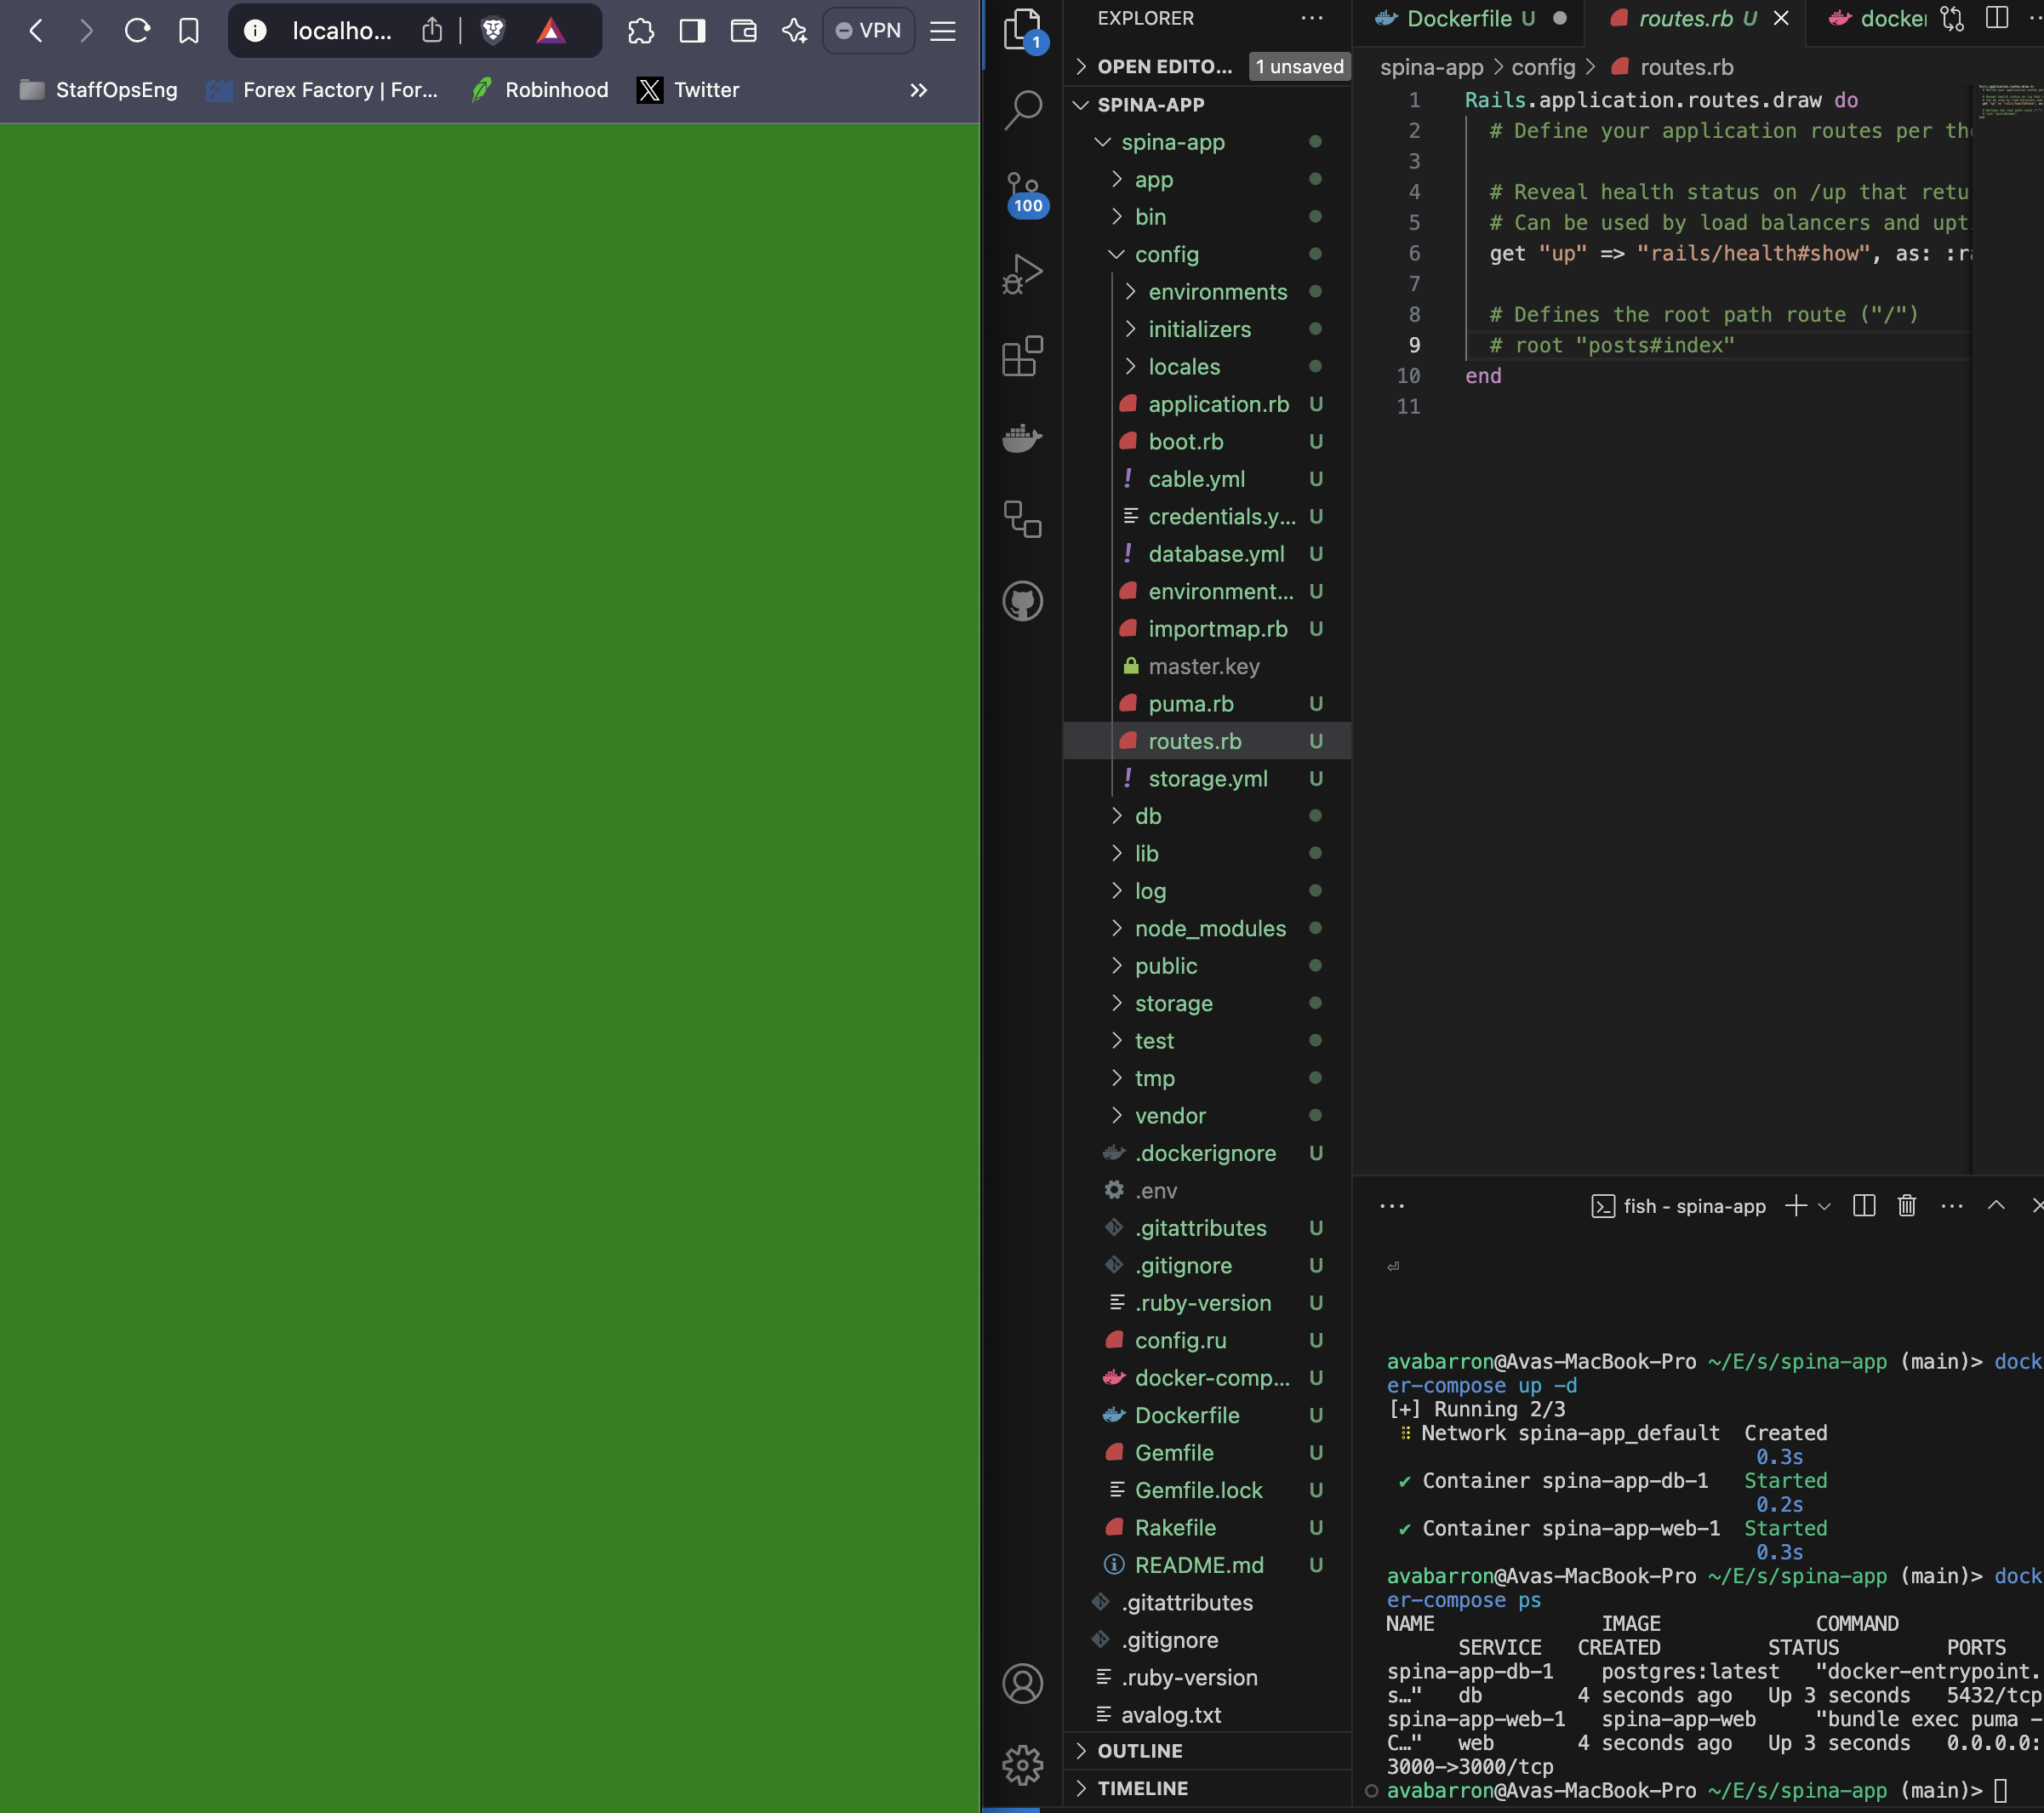 localho...
VPN
StaffOpsEng
Forex Factory | For...
Robinhood
Twitter
1
100
EXPLORER
OPEN EDITO...
1 unsaved
SPINA-APP
spina-app
app
bin
config
environments
initializers
locales
application.rb U
boot.rb U
cable.yml U
credentials.y... U
database.yml U
environment... U
importmap.rb U
master.key
puma.rb U
routes.rb U
storage.yml U
db
lib
log
node_modules
public
storage
test
tmp
vendor
.dockerignore U
.env
.gitattributes U
.gitignore U
.ruby-version U
config.ru U
docker-comp... U
Dockerfile U
Gemfile U
Gemfile.lock U
Rakefile U
README.md U
.gitattributes
.gitignore
.ruby-version
avalog.txt
OUTLINE
TIMELINE
Dockerfile U
routes.rb U
docker
spina-app > config > routes.rb
1 Rails.application.routes.draw do
2 # Define your application routes per the
3
4 # Reveal health status on /up that retu
5 # Can be used by load balancers and upt
6 get "up" => "rails/health#show", as: :ra
7
8 # Defines the root path route ("/")
9 # root "posts#index"
10 end
11
fish - spina-app
avabarron@Avas-MacBook-Pro ~/E/s/spina-app (main)> dock
er-compose up -d
[+] Running 2/3
⠿ Network spina-app_default Created
0.3s
✔ Container spina-app-db-1 Started
0.2s
✔ Container spina-app-web-1 Started
0.3s
avabarron@Avas-MacBook-Pro ~/E/s/spina-app (main)> dock
er-compose ps
NAME IMAGE COMMAND
SERVICE CREATED STATUS PORTS
spina-app-db-1 postgres:latest "docker-entrypoint.
s…" db 4 seconds ago Up 3 seconds 5432/tcp
spina-app-web-1 spina-app-web "bundle exec puma -
C…" web 4 seconds ago Up 3 seconds 0.0.0.0:
3000->3000/tcp
avabarron@Avas-MacBook-Pro ~/E/s/spina-app (main)>